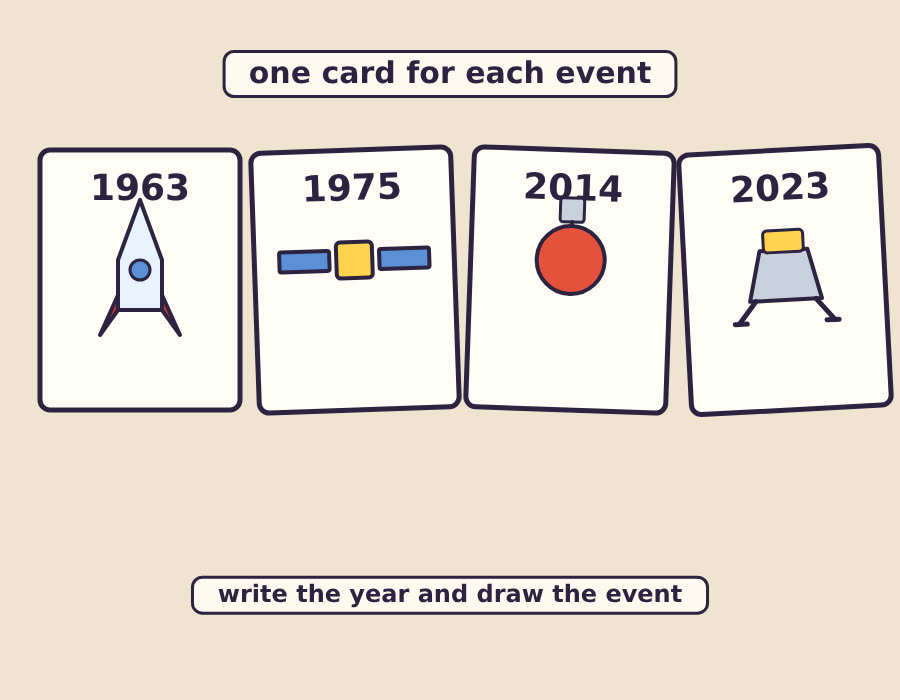 one card for each event
1963
1975
2014
2023
write the year and draw the event